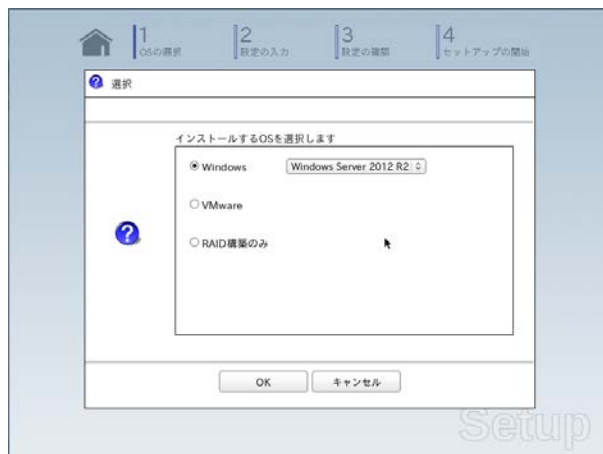 1
OSの選択
2
設定の入力
3
設定の確認
4
セットアップの開始
選択
インストールするOSを選択します
Windows
Windows Server 2012 R2
VMware
RAID構築のみ
OK
キャンセル
Setup